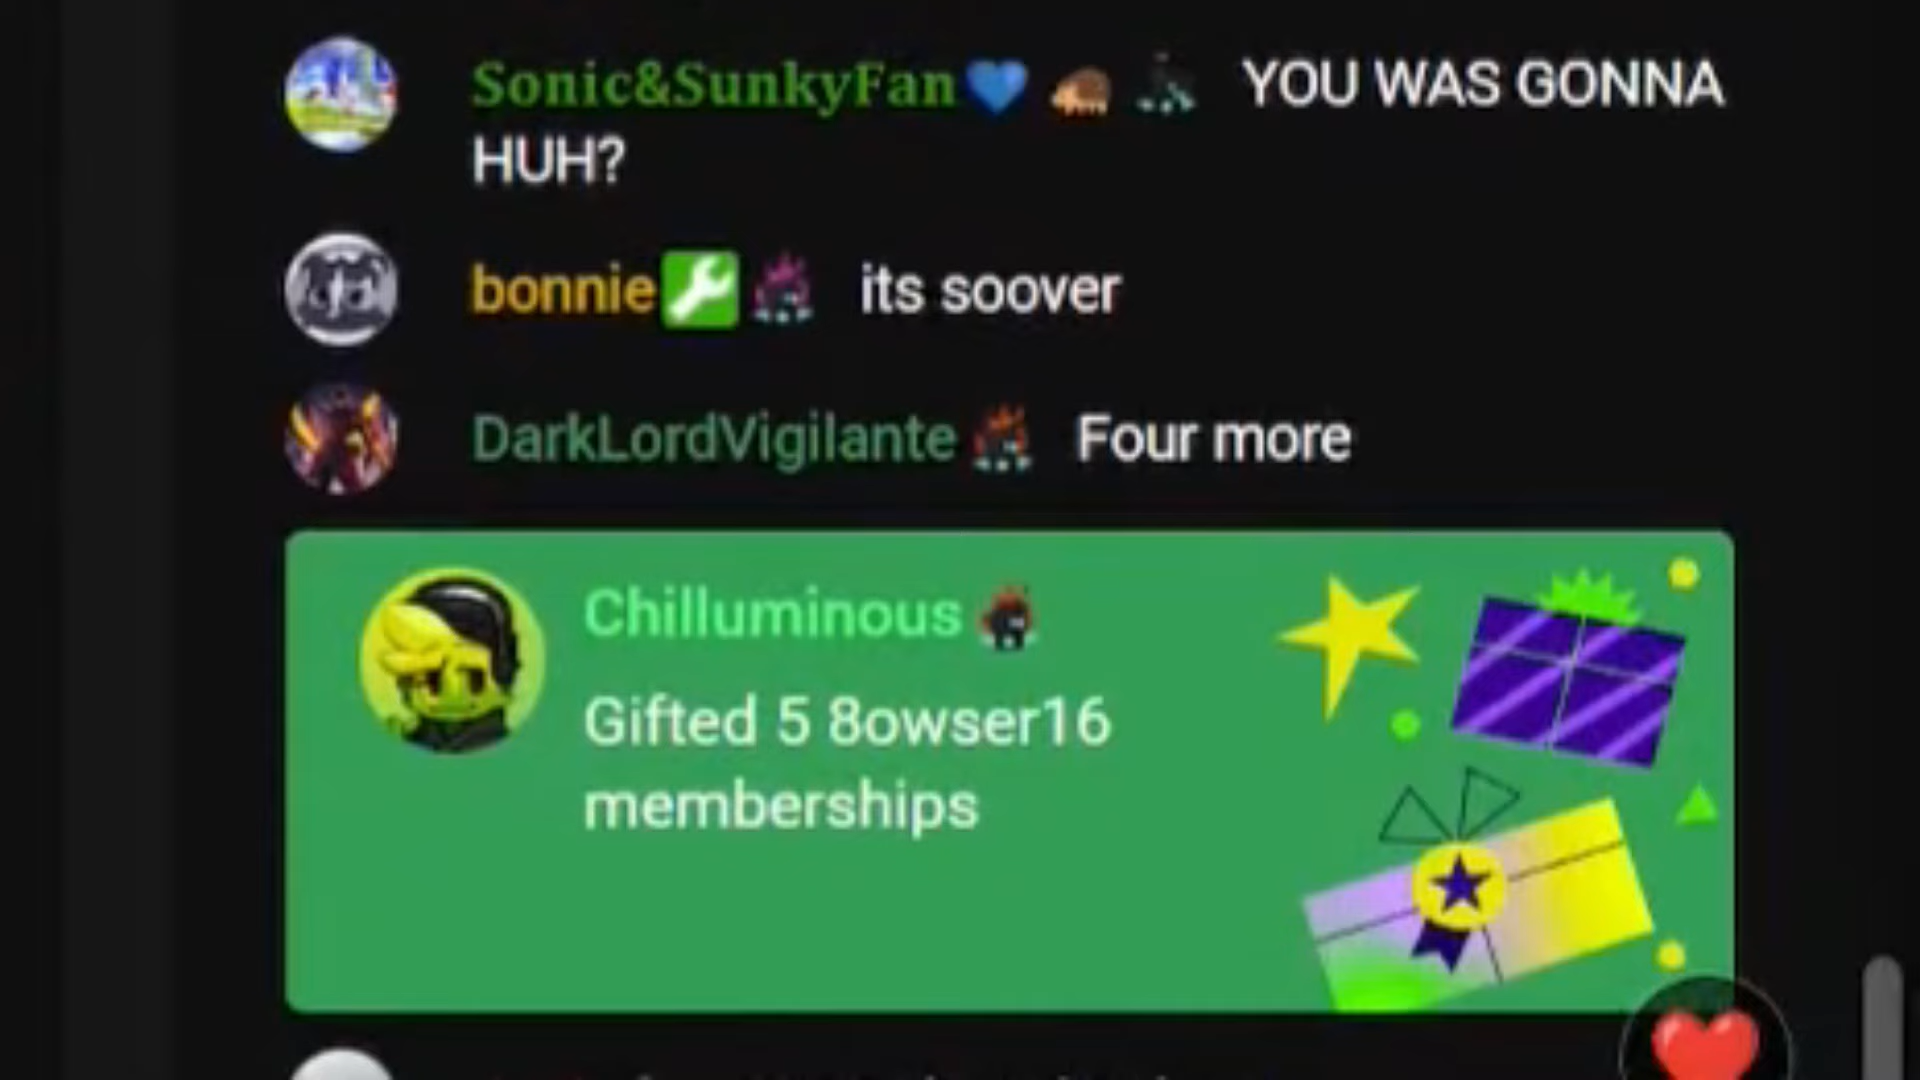 Sonic&SunkyFan💙 🦔 YOU WAS GONNA
HUH?
bonnie its soover
DarkLordVigilante Four more
Chilluminous
Gifted 5 8owser16
memberships